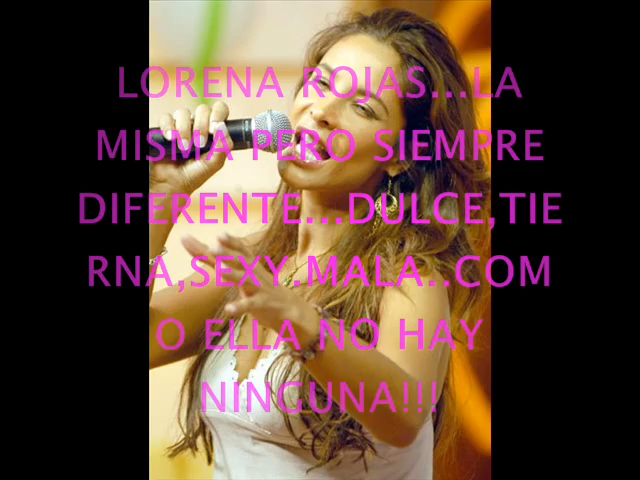 LORENA ROJAS...LA
MISMA PERO SIEMPRE
DIFERENTE...DULCE,TIE
RNA,SEXY.MALA..COM
O ELLA NO HAY
NINGUNA!!!